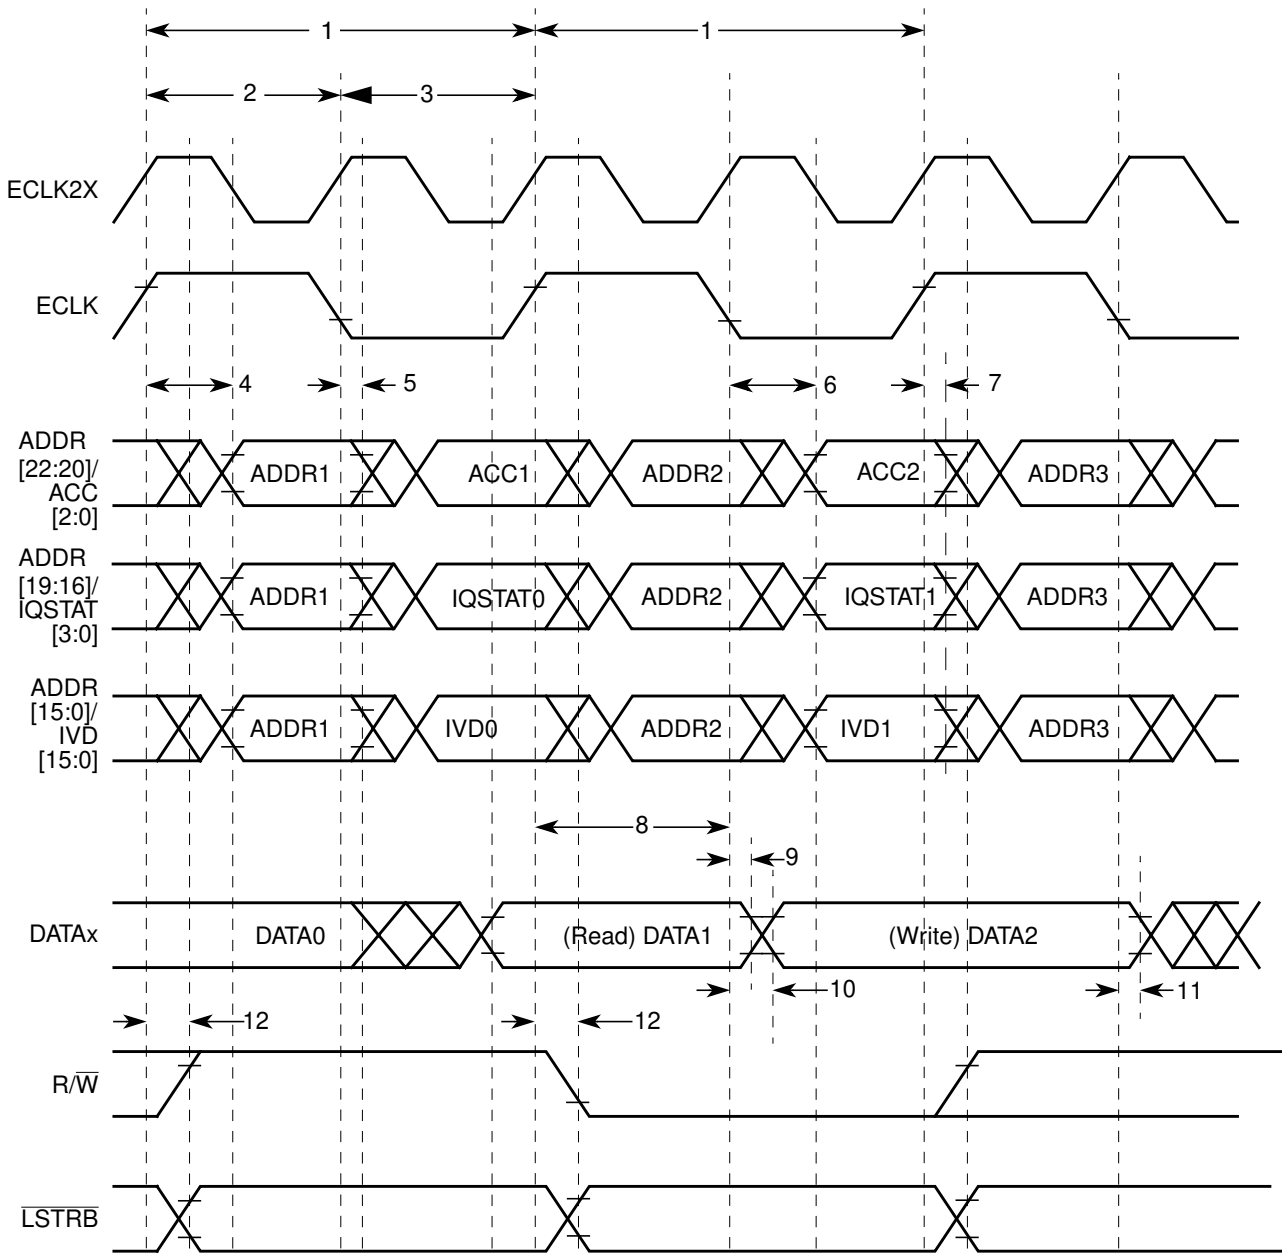 1 1
2 3
ECLK2X
ECLK
4 5 6 7
ADDR
[22:20]/
ACC
[2:0]
ADDR1 ACC1 ADDR2 ACC2 ADDR3
ADDR
[19:16]/
IQSTAT
[3:0]
ADDR1 IQSTAT0 ADDR2 IQSTAT1 ADDR3
ADDR
[15:0]/
IVD
[15:0]
ADDR1 IVD0 ADDR2 IVD1 ADDR3
8
9
DATAx DATA0 (Read) DATA1 (Write) DATA2
10 11
12 12
R/W
LSTRB